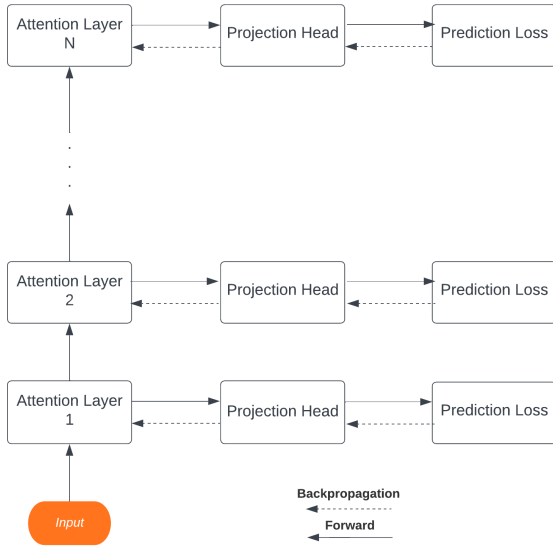 Attention Layer
N
Projection Head
Prediction Loss
.
.
.
Attention Layer
2
Projection Head
Prediction Loss
Attention Layer
1
Projection Head
Prediction Loss
Input
Backpropagation
Forward